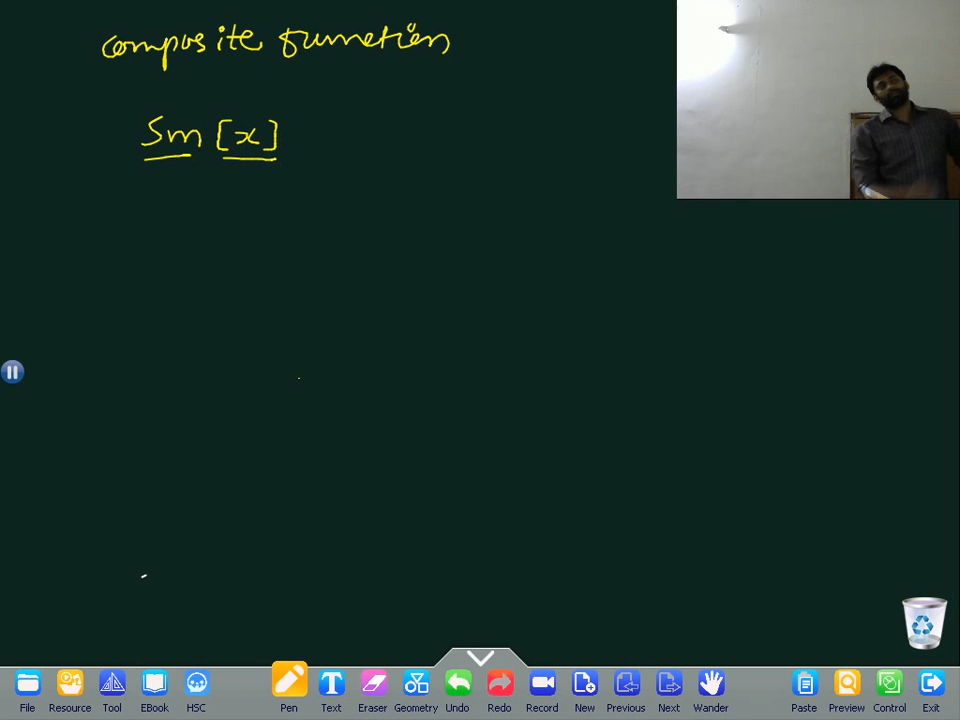 composite function
Sin [x]
File Resource Tool EBook HSC Pen Text Eraser Geometry Undo Redo Record New Previous Next Wander Paste Preview Control Exit